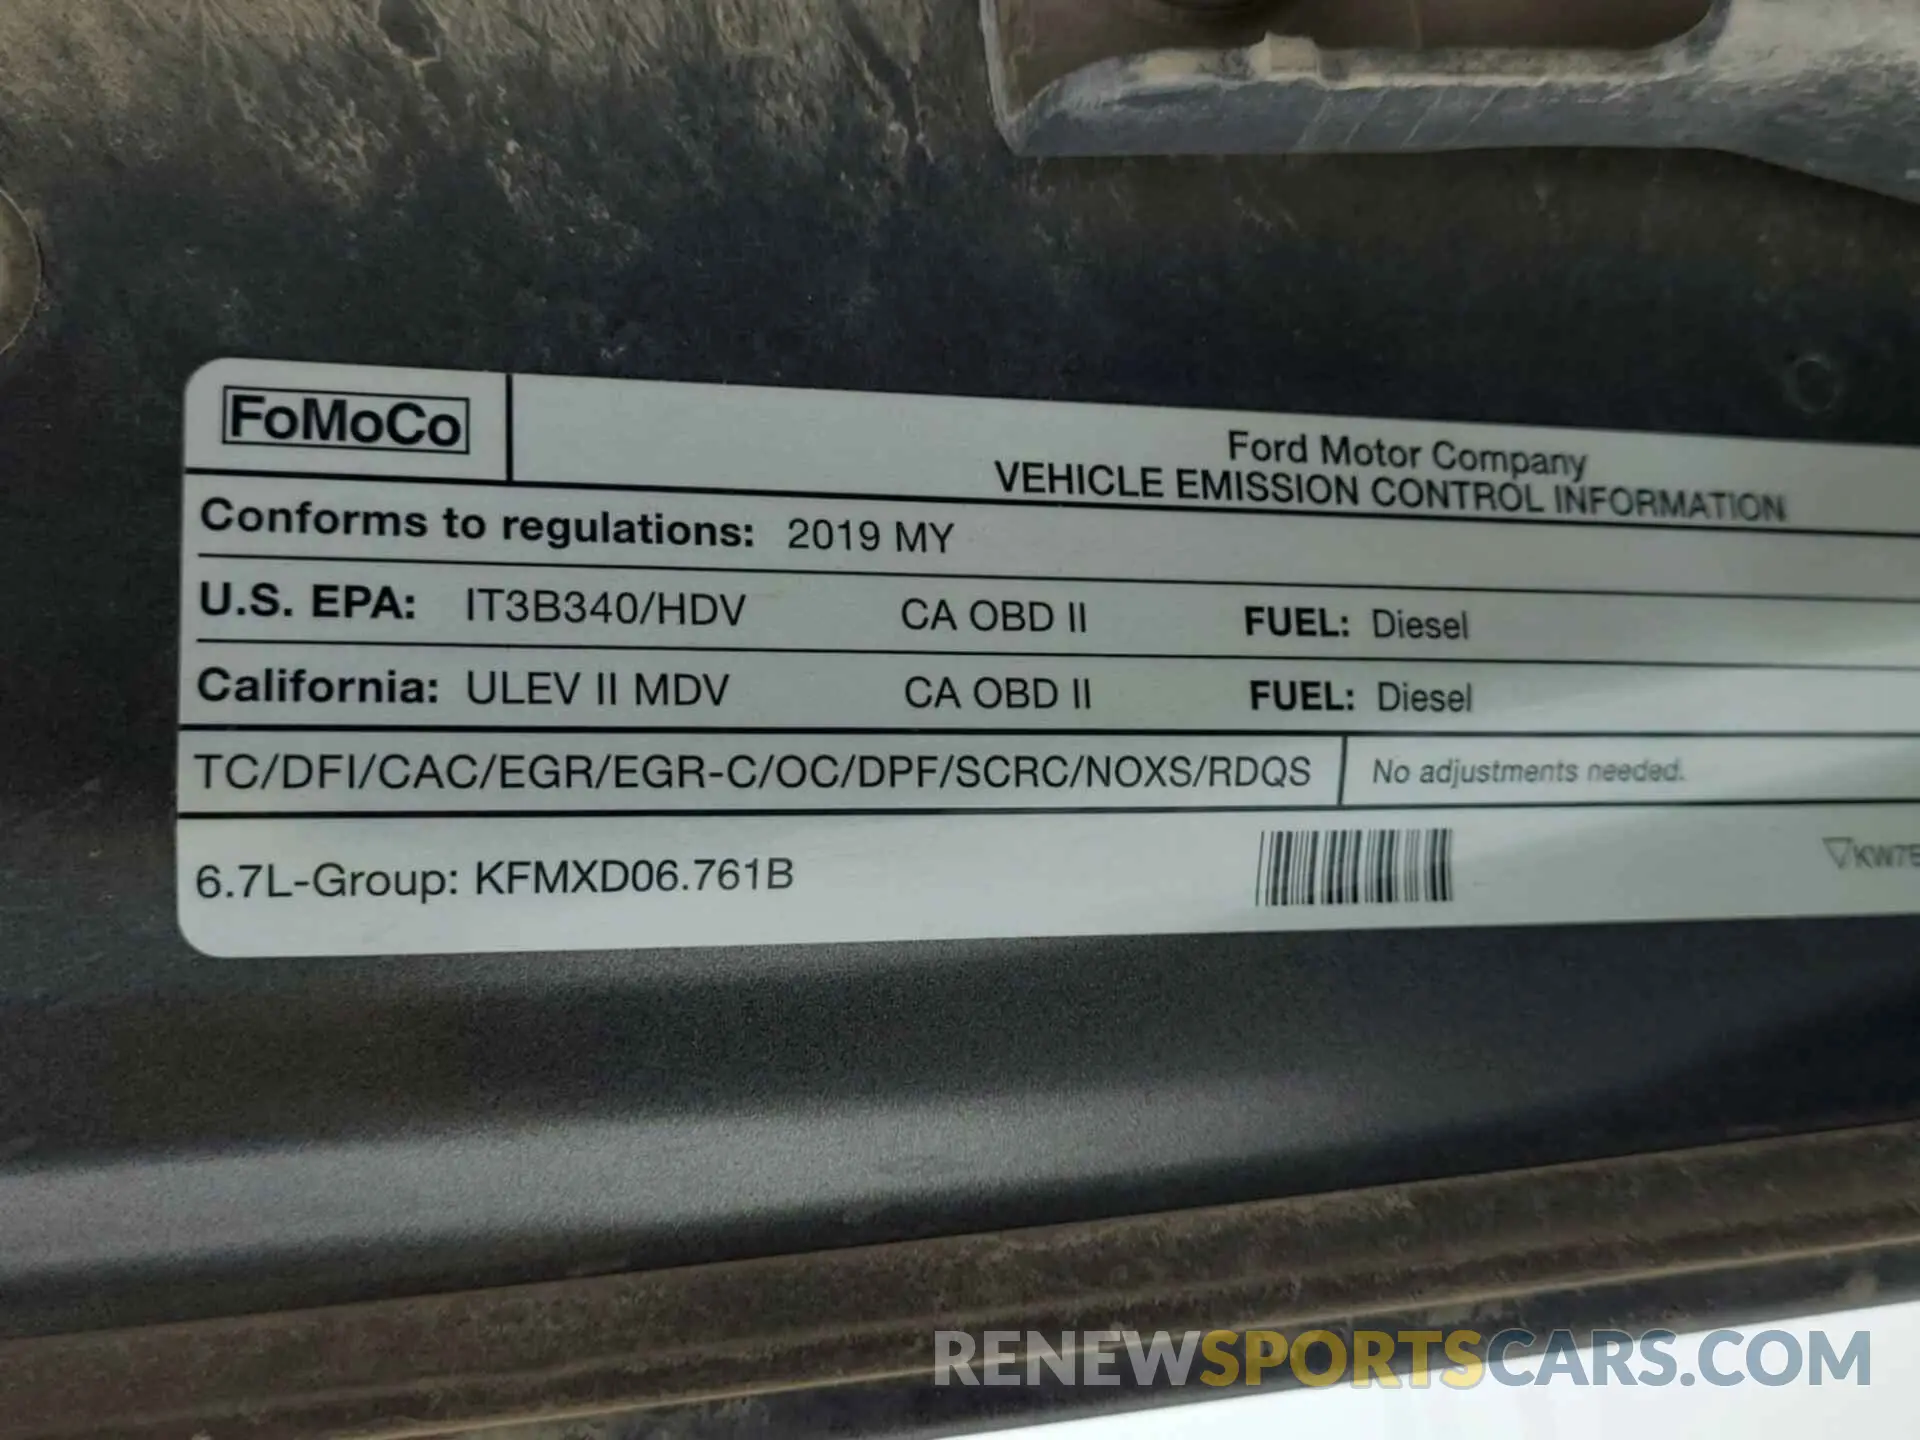 FoMoCo
Ford Motor Company
VEHICLE EMISSION CONTROL INFORMATION
Conforms to regulations: 2019 MY
U.S. EPA: IT3B340/HDV CA OBD II FUEL: Diesel
California: ULEV II MDV CA OBD II FUEL: Diesel
TC/DFI/CAC/EGR/EGR-C/OC/DPF/SCRC/NOXS/RDQS No adjustments needed.
6.7L-Group: KFMXD06.761B
RENEWSPORTSCARS.COM